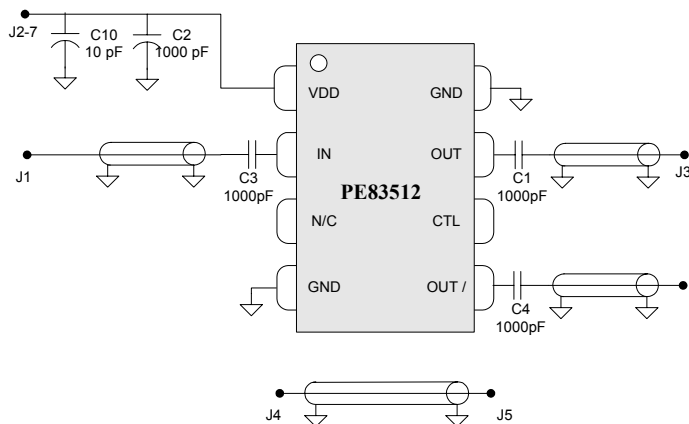 J2-7
C10
10 pF
C2
1000 pF
VDD
GND
J1
C3
1000pF
IN
OUT
C1
1000pF
J3
PE83512
N/C
CTL
GND
OUT /
C4
1000pF
J4
J5